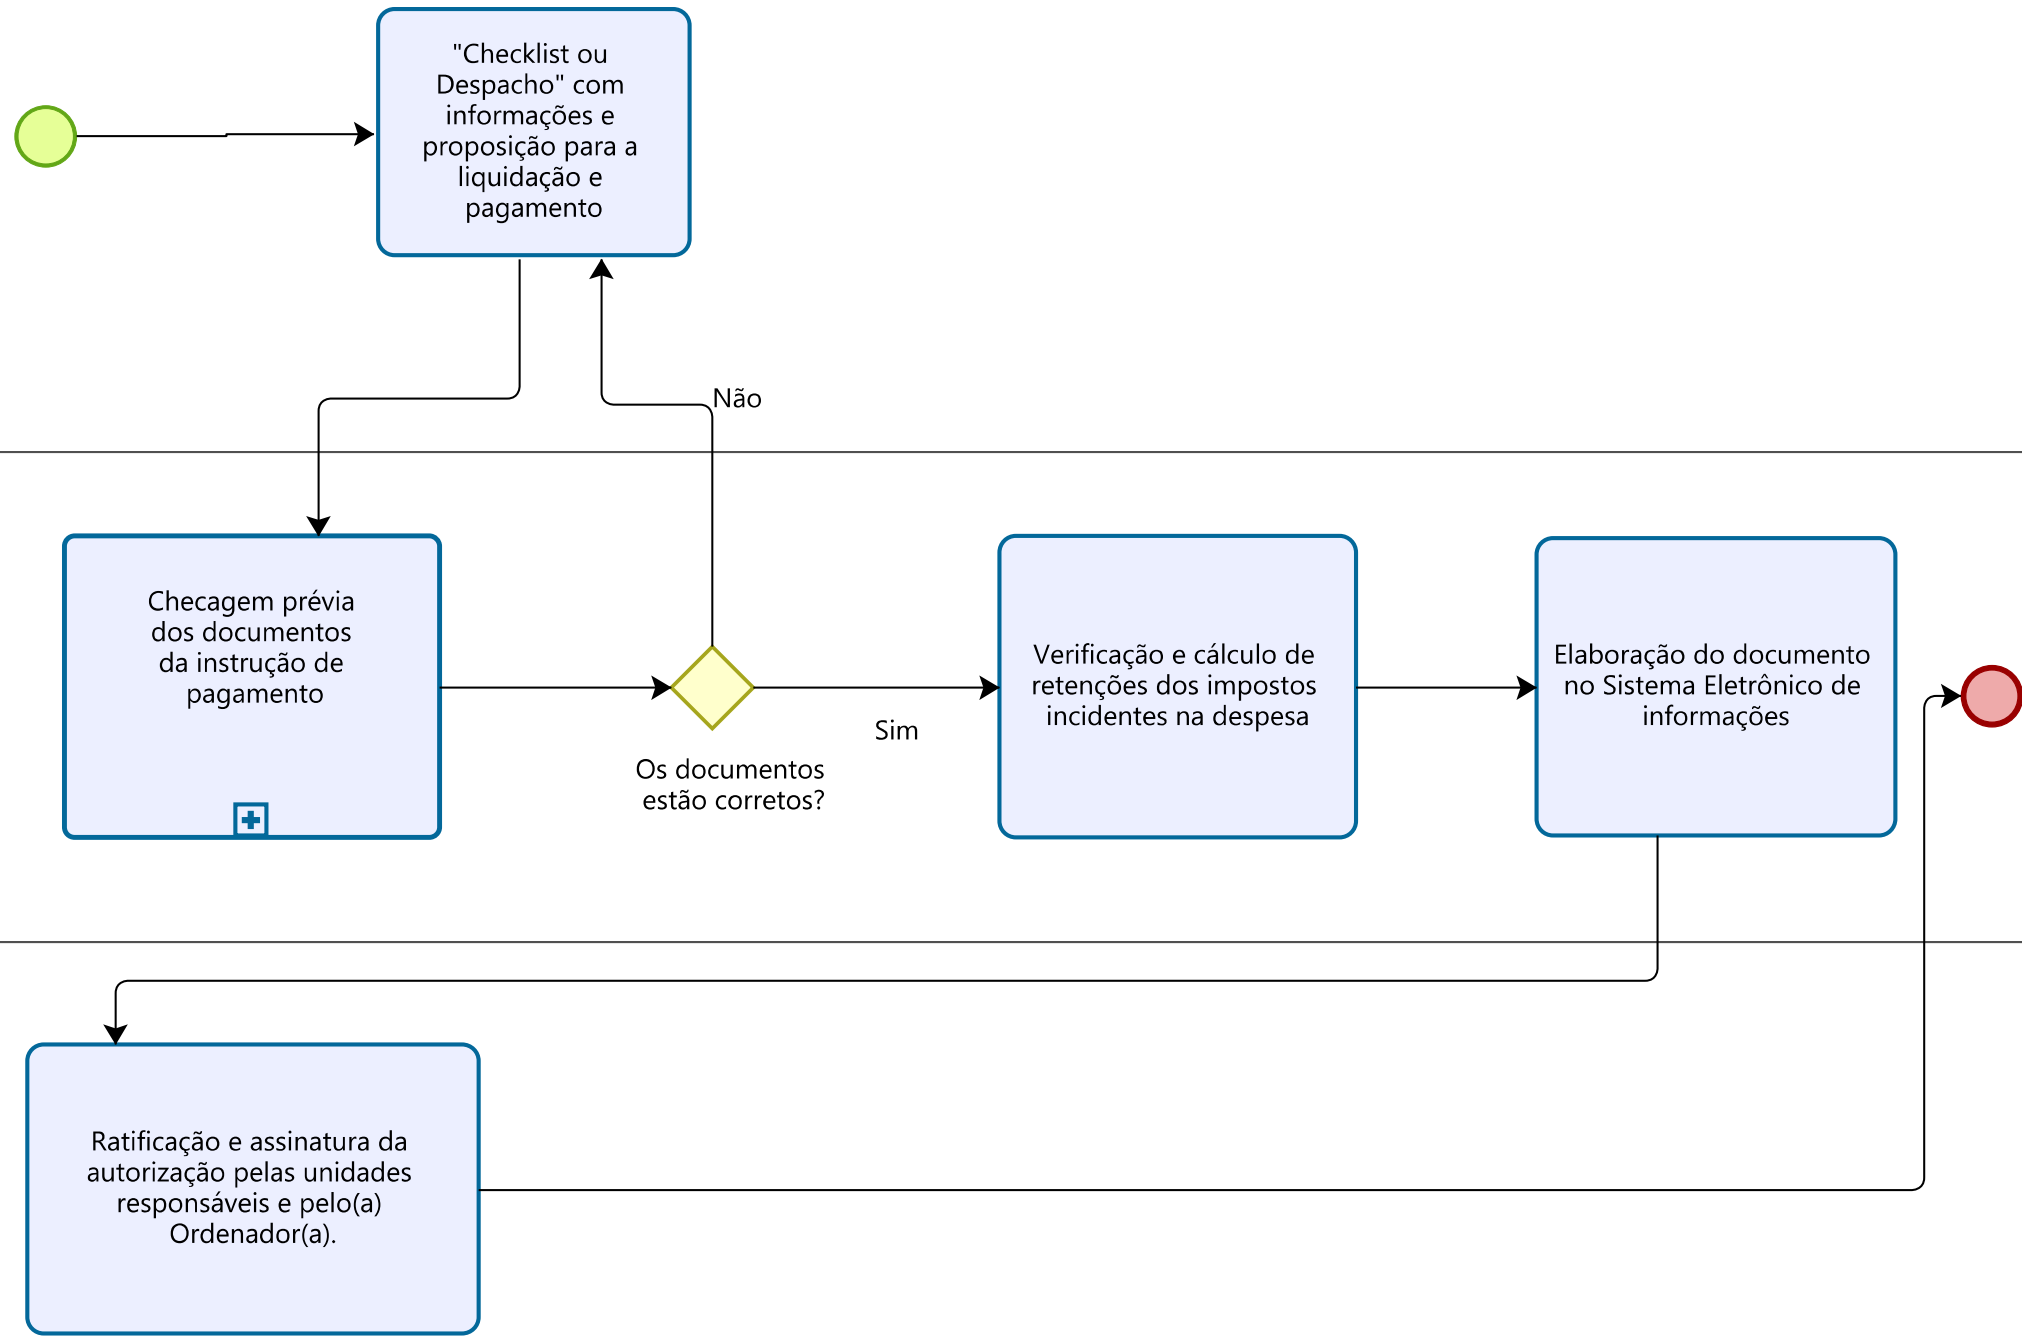 "Checklist ou
Despacho" com
informações e
proposição para a
liquidação e
pagamento
Não
Checagem prévia
dos documentos
da instrução de
pagamento
Os documentos
estão corretos?
Sim
Verificação e cálculo de
retenções dos impostos
incidentes na despesa
Elaboração do documento
no Sistema Eletrônico de
informações
Ratificação e assinatura da
autorização pelas unidades
responsáveis e pelo(a)
Ordenador(a).